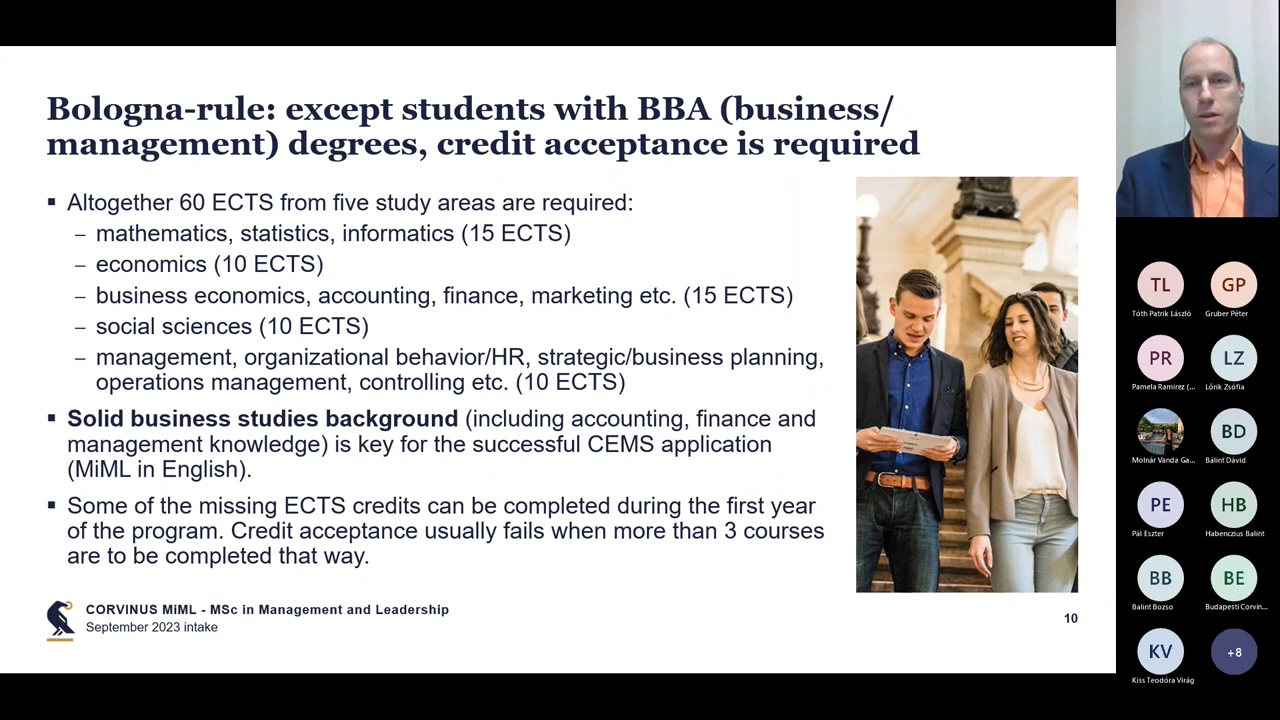 Bologna-rule: except students with BBA (business/
management) degrees, credit acceptance is required
▪ Altogether 60 ECTS from five study areas are required:
– mathematics, statistics, informatics (15 ECTS)
– economics (10 ECTS)
– business economics, accounting, finance, marketing etc. (15 ECTS)
– social sciences (10 ECTS)
– management, organizational behavior/HR, strategic/business planning,
operations management, controlling etc. (10 ECTS)
▪ Solid business studies background (including accounting, finance and
management knowledge) is key for the successful CEMS application
(MiML in English).
▪ Some of the missing ECTS credits can be completed during the first year
of the program. Credit acceptance usually fails when more than 3 courses
are to be completed that way.
CORVINUS MiML - MSc in Management and Leadership
September 2023 intake
10
TL
Tóth Patrik László
GP
Gruber Péter
PR
Pamela Ramirez (...
LZ
Lőrik Zsófia
Molnár Vanda Ga...
BD
Bálint Dávid
PE
Pál Eszter
HB
Habenczius Balint
BB
Balint Bozso
BE
Budapesti Corvin...
KV
Kiss Teodóra Virág
+8